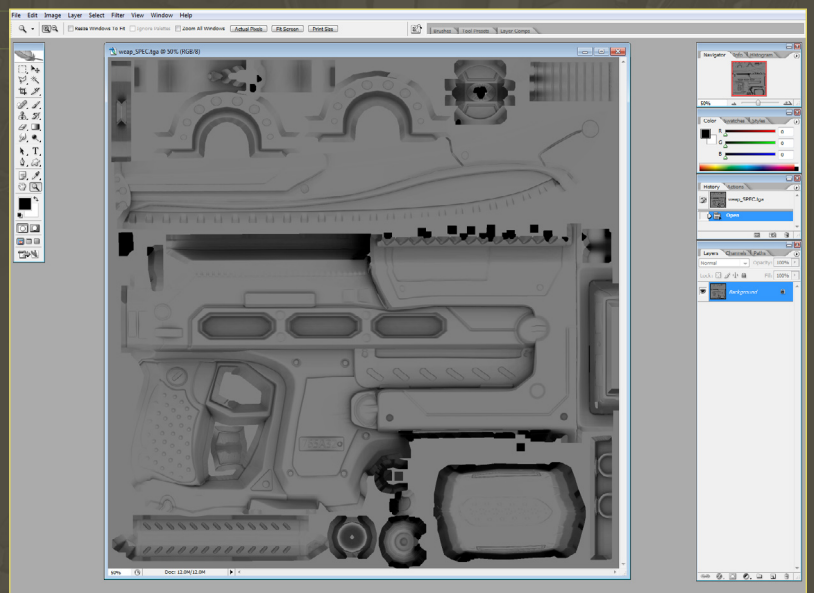 File Edit Image Layer Select Filter View Window Help
Resize Windows To Fit Ignore Palettes Zoom All Windows Actual Pixels Fit Screen Print Size Brushes Tool Presets Layer Comps
weap_SPEC.tga @ 50% (RGB/8)
Navigator Info Histogram
50%
Color Swatches Styles
R 0
G 0
B 0
History Actions
weap_SPEC.tga
Open
Layers Channels Paths
Normal Opacity: 100%
Lock: Fill: 100%
Background
50% Doc: 12.0M/12.0M